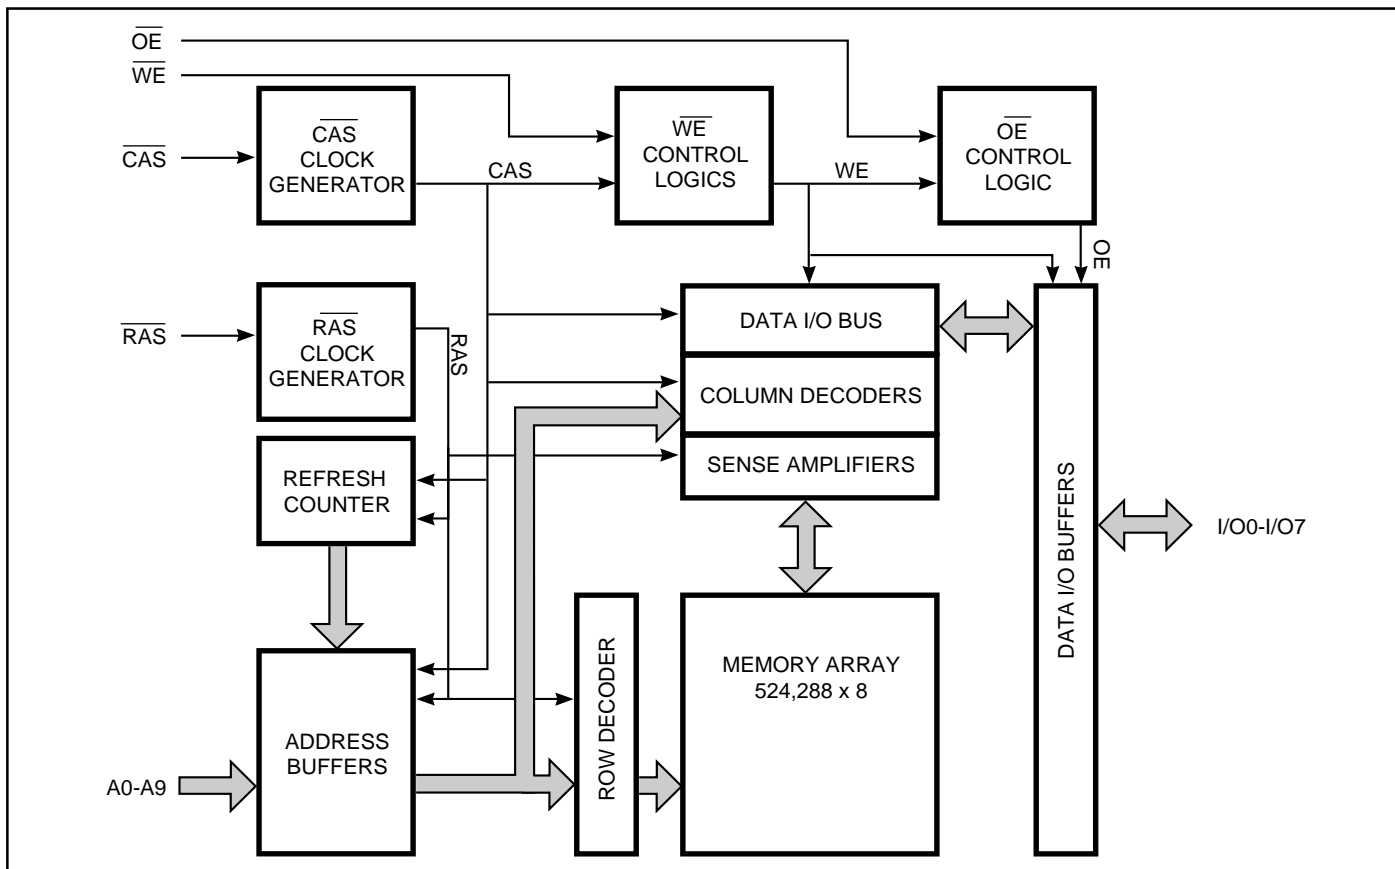 OE
WE
CAS
CLOCK
GENERATOR
WE
CONTROL
LOGICS
OE
CONTROL
LOGIC
CAS
CAS
WE
OE
RAS
RAS
CLOCK
GENERATOR
RAS
DATA I/O BUS
COLUMN DECODERS
SENSE AMPLIFIERS
REFRESH
COUNTER
DATA I/O BUFFERS
I/O0-I/O7
ROW DECODER
MEMORY ARRAY
524,288 x 8
ADDRESS
BUFFERS
A0-A9